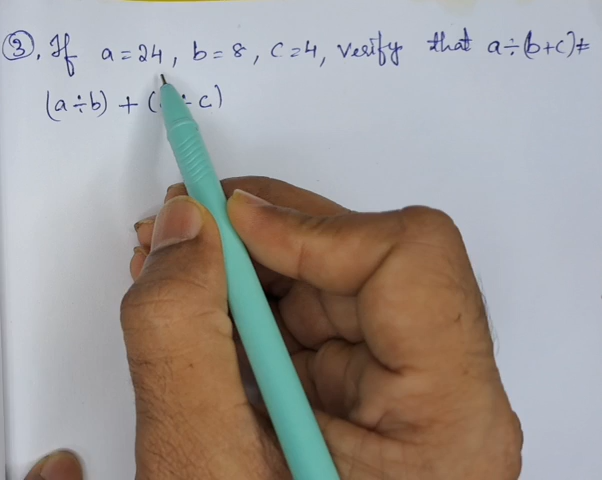 ③. If a = 24, b = 8, c = 4, verify that a ÷ (b + c) ≠
(a ÷ b) + ( ÷ c)